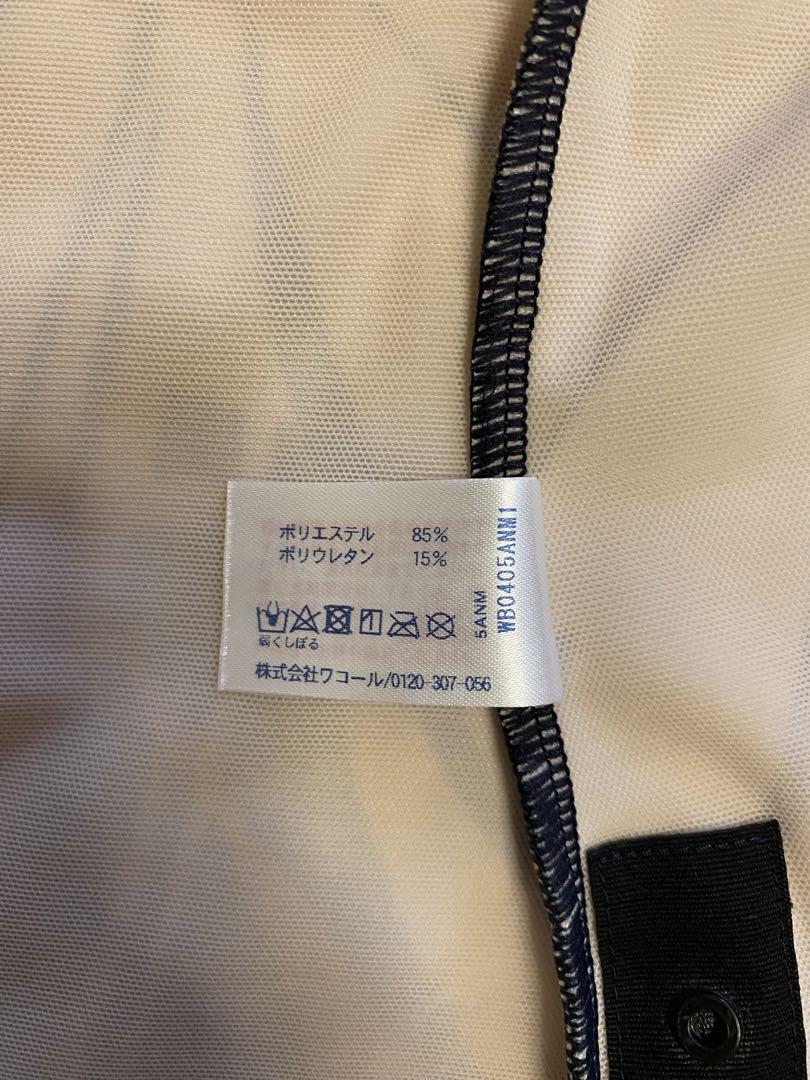 ポリエステル 85%
ポリウレタン 15%
弱くしぼる
株式会社ワコール/0120-307-056
5ANM
WB0405ANM1